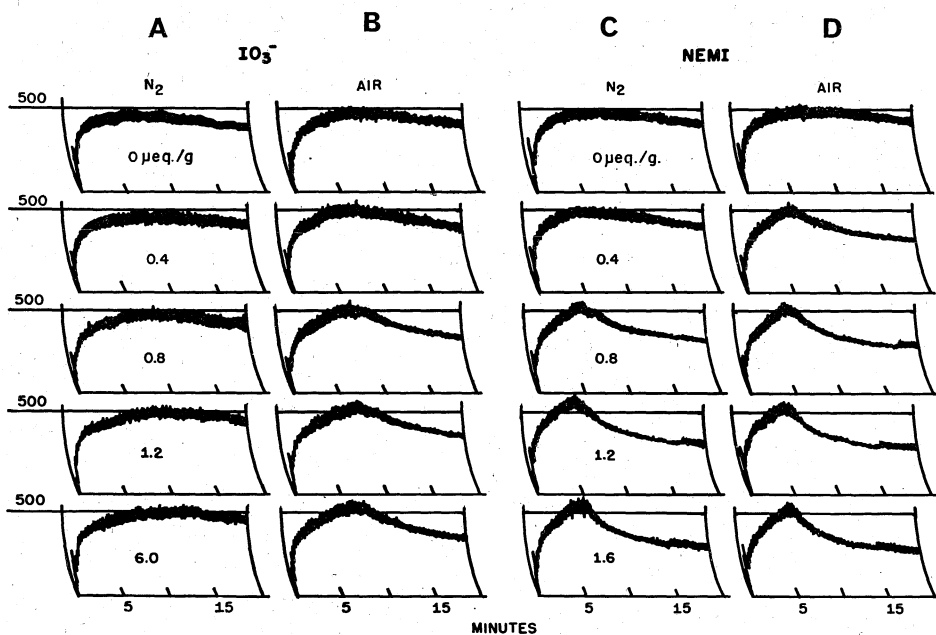 A B C D
IO₃⁻ NEMI
N₂ AIR N₂ AIR
500
0 µeq./g 0 µeq./g.
500
0.4 0.4
500
0.8 0.8
500
1.2 1.2
500
6.0 1.6
5 15 5 15 5 15 5 15
MINUTES